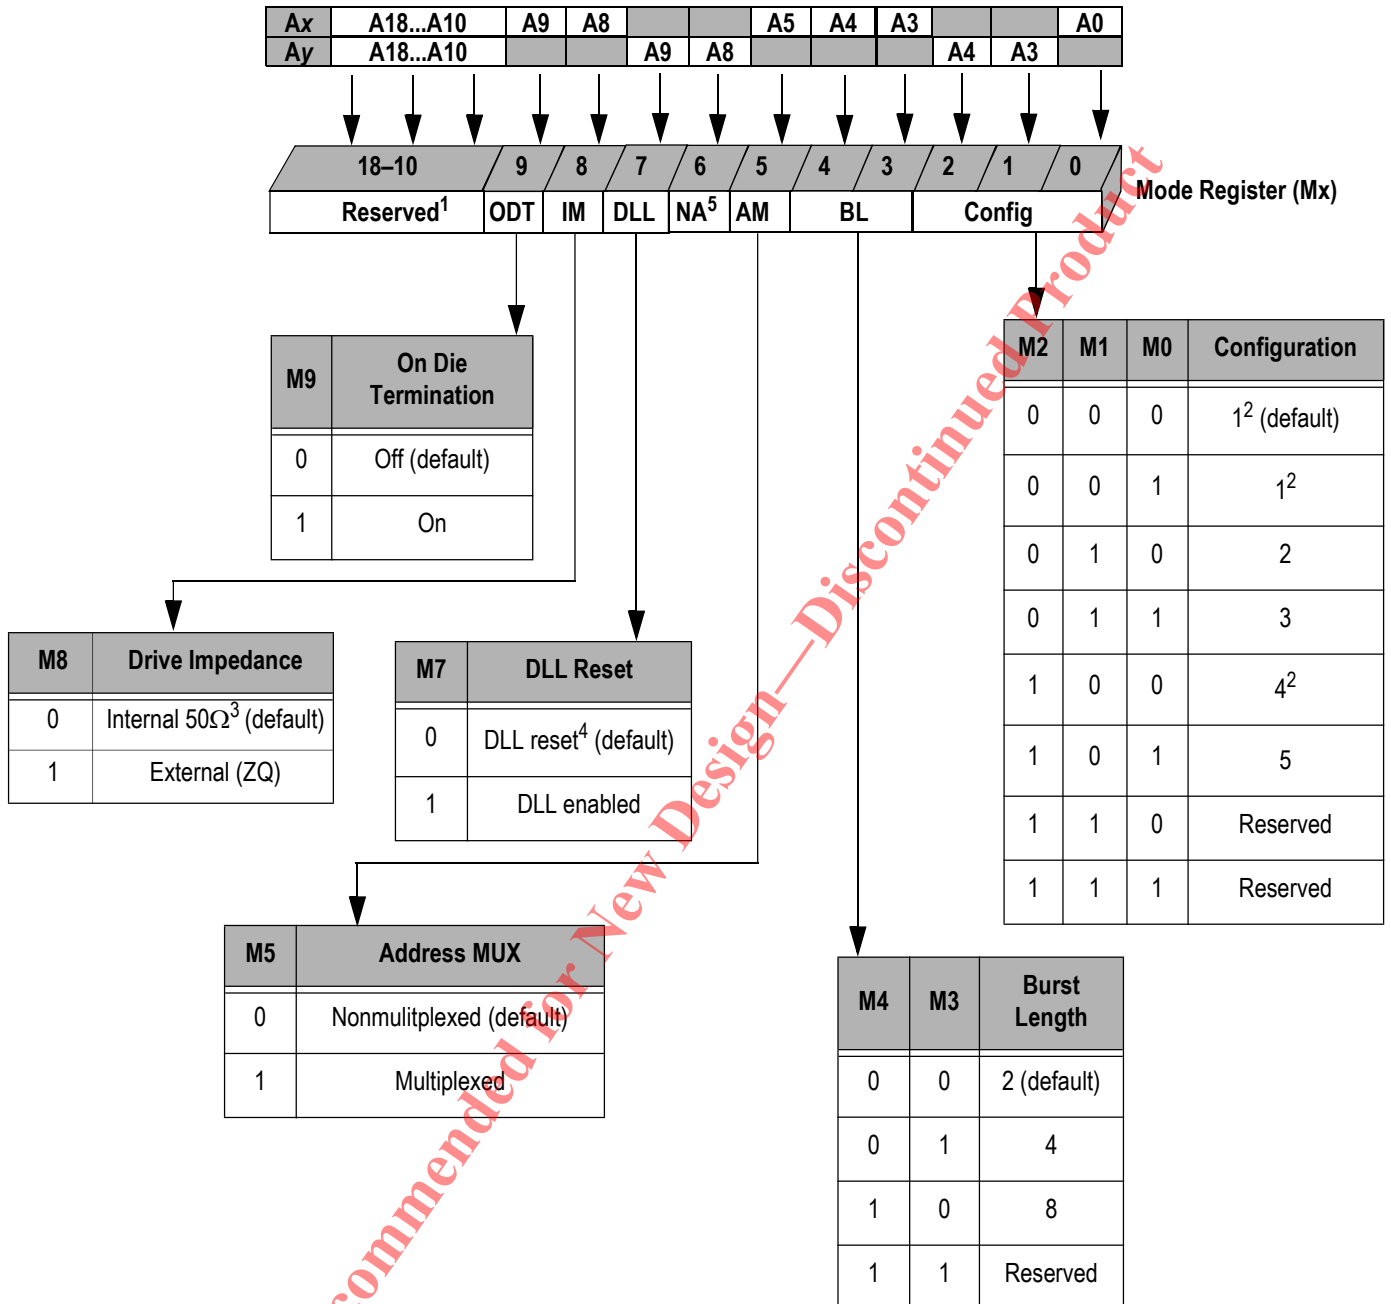 Ax A18...A10 A9 A8 A5 A4 A3 A0
Ay A18...A10 A9 A8 A4 A3
18–10 9 8 7 6 5 4 3 2 1 0
Mode Register (Mx)
Reserved1 ODT IM DLL NA5 AM BL Config
M9 On Die Termination
0 Off (default)
1 On
M2 M1 M0 Configuration
0 0 0 12 (default)
0 0 1 12
0 1 0 2
0 1 1 3
1 0 0 42
1 0 1 5
1 1 0 Reserved
1 1 1 Reserved
M8 Drive Impedance
0 Internal 50Ω3 (default)
1 External (ZQ)
M7 DLL Reset
0 DLL reset4 (default)
1 DLL enabled
M5 Address MUX
0 Nonmulitplexed (default)
1 Multiplexed
M4 M3 Burst Length
0 0 2 (default)
0 1 4
1 0 8
1 1 Reserved
commended for New Design—Discontinued Product